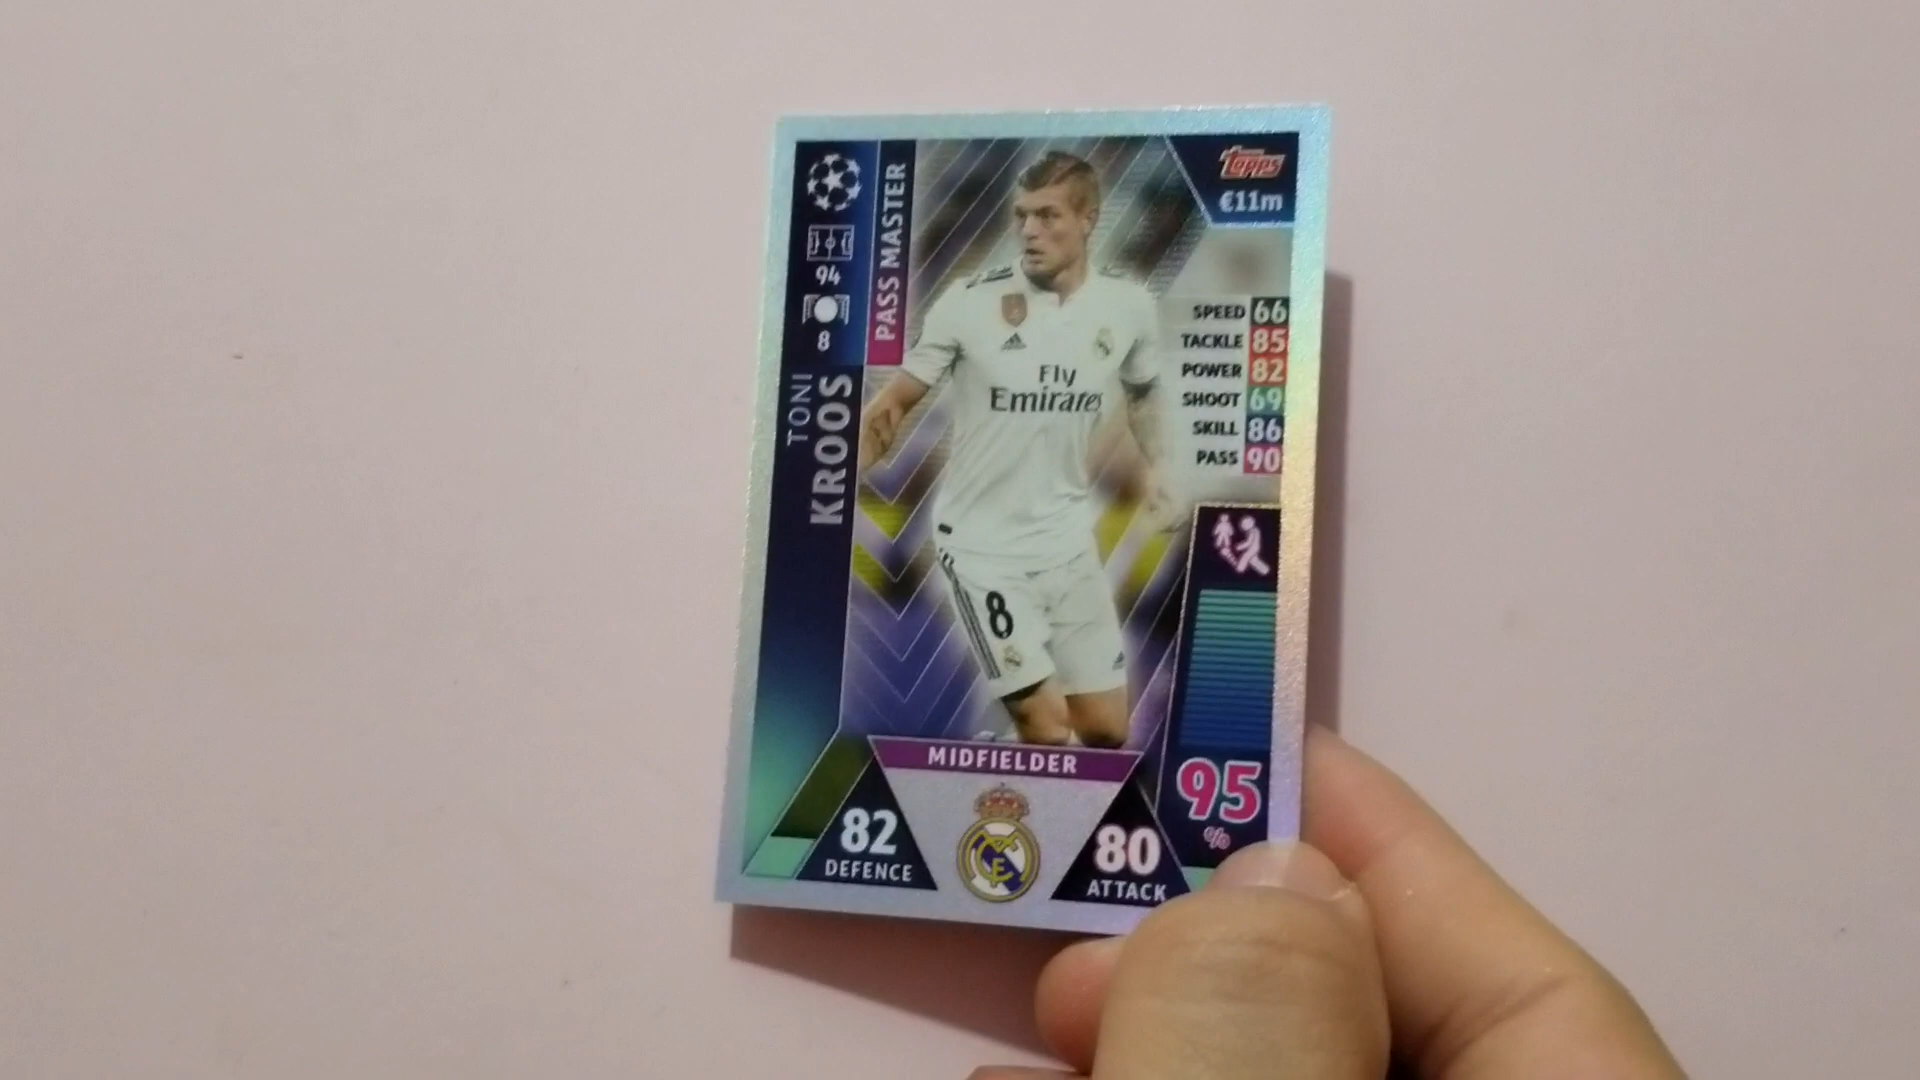 Topps
€11m
PASS MASTER
94
8
TONI
KROOS
SPEED 66
TACKLE 85
POWER 82
SHOOT 69
SKILL 86
PASS 90
Fly
Emirates
8
MIDFIELDER
82
DEFENCE
80
ATTACK
95
%